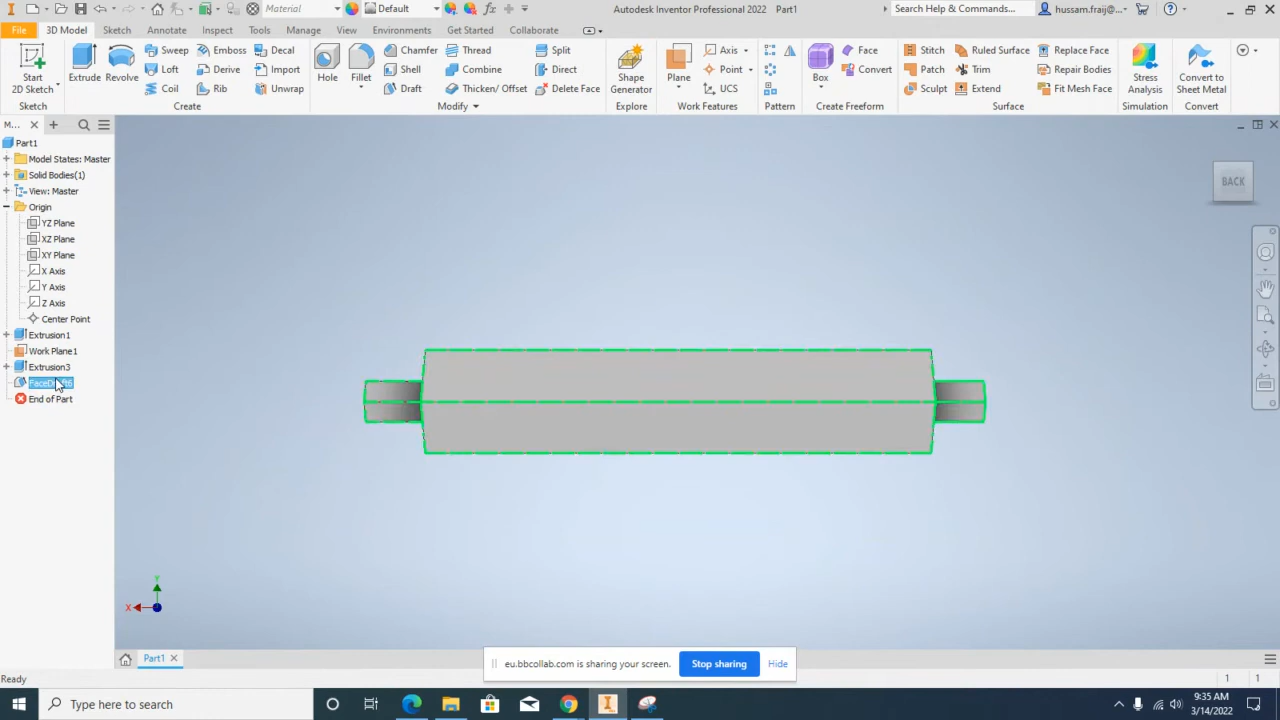 Material
Default
Autodesk Inventor Professional 2022 Part1
Search Help & Commands...
hussam.fraij@...
File
3D Model
Sketch
Annotate
Inspect
Tools
Manage
View
Environments
Get Started
Collaborate
Start
2D Sketch
Sketch
Extrude
Revolve
Sweep
Emboss
Decal
Loft
Derive
Import
Coil
Rib
Unwrap
Create
Hole
Fillet
Chamfer
Thread
Split
Shell
Combine
Direct
Draft
Thicken/ Offset
Delete Face
Modify
Shape
Generator
Explore
Plane
Axis
Point
UCS
Work Features
Pattern
Box
Face
Convert
Create Freeform
Stitch
Ruled Surface
Replace Face
Patch
Trim
Repair Bodies
Sculpt
Extend
Fit Mesh Face
Surface
Stress
Analysis
Simulation
Convert to
Sheet Metal
Convert
M...
Part1
Model States: Master
Solid Bodies(1)
View: Master
Origin
YZ Plane
XZ Plane
XY Plane
X Axis
Y Axis
Z Axis
Center Point
Extrusion1
Work Plane1
Extrusion3
End of Part
BACK
Y
X
Part1
eu.bbcollab.com is sharing your screen.
Stop sharing
Hide
Ready
1
1
Type here to search
9:35 AM
3/14/2022